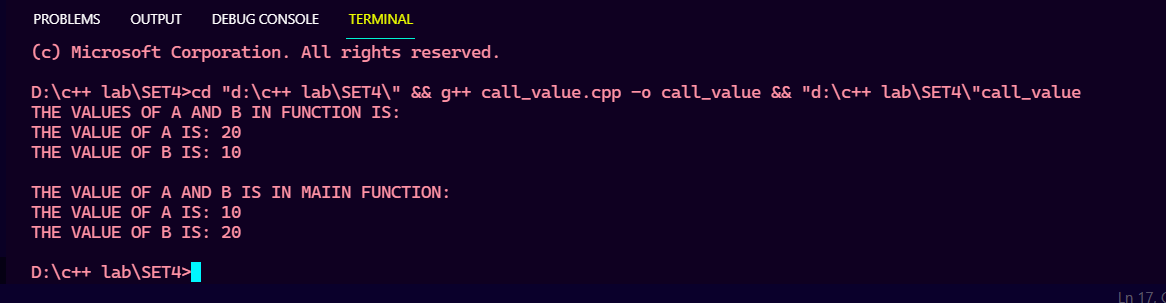 PROBLEMS OUTPUT DEBUG CONSOLE TERMINAL
(c) Microsoft Corporation. All rights reserved.
D:\c++ lab\SET4>cd "d:\c++ lab\SET4\" && g++ call_value.cpp -o call_value && "d:\c++ lab\SET4\"call_value
THE VALUES OF A AND B IN FUNCTION IS:
THE VALUE OF A IS: 20
THE VALUE OF B IS: 10
THE VALUE OF A AND B IS IN MAIIN FUNCTION:
THE VALUE OF A IS: 10
THE VALUE OF B IS: 20
D:\c++ lab\SET4>
Ln 17,